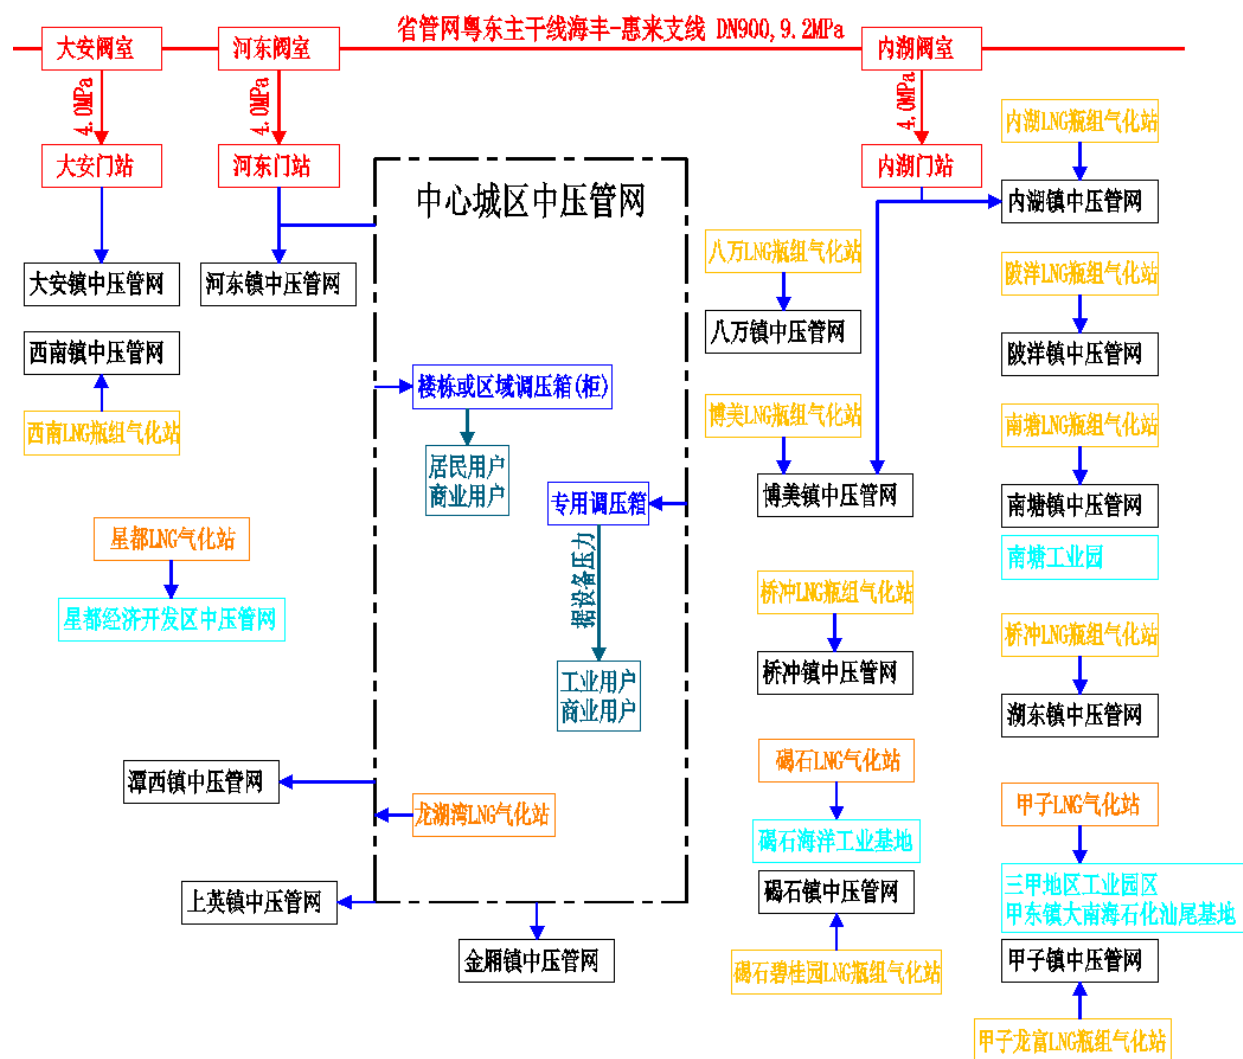 省管网粤东主干线海丰-惠来支线 DN900,9.2MPa
大安阀室
河东阀室
内湖阀室
4.0MPa
4.0MPa
4.0MPa
大安门站
河东门站
内湖门站
内湖LNG瓶组气化站
中心城区中压管网
内湖镇中压管网
八万LNG瓶组气化站
陂洋LNG瓶组气化站
大安镇中压管网
河东镇中压管网
八万镇中压管网
西南镇中压管网
陂洋镇中压管网
楼栋或区域调压箱(柜)
西南LNG瓶组气化站
博美LNG瓶组气化站
南塘LNG瓶组气化站
居民用户
商业用户
专用调压箱
博美镇中压管网
南塘镇中压管网
星都LNG气化站
南塘工业园
据设备压力
星都经济开发区中压管网
桥冲LNG瓶组气化站
桥冲LNG瓶组气化站
工业用户
商业用户
桥冲镇中压管网
湖东镇中压管网
潭西镇中压管网
碣石LNG气化站
龙湖湾LNG气化站
甲子LNG气化站
碣石海洋工业基地
三甲地区工业园区
甲东镇大南海石化汕尾基地
上英镇中压管网
碣石镇中压管网
金厢镇中压管网
甲子镇中压管网
碣石碧桂园LNG瓶组气化站
甲子龙富LNG瓶组气化站